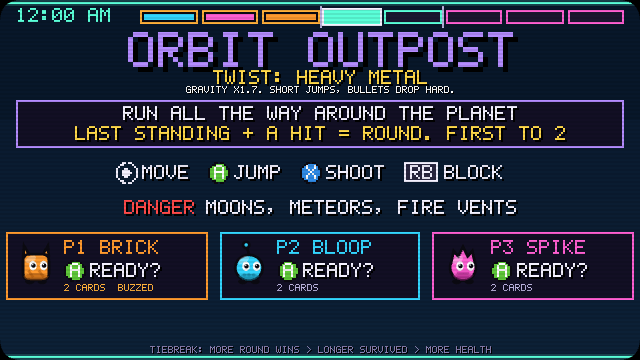 12:00 AM
ORBIT OUTPOST
TWIST: HEAVY METAL
GRAVITY X1.7. SHORT JUMPS, BULLETS DROP HARD.
RUN ALL THE WAY AROUND THE PLANET
LAST STANDING + A HIT = ROUND. FIRST TO 2
MOVE A JUMP X SHOOT RB BLOCK
DANGER MOONS, METEORS, FIRE VENTS
P1 BRICK
A READY?
2 CARDS BUZZED
P2 BLOOP
A READY?
2 CARDS
P3 SPIKE
A READY?
2 CARDS
TIEBREAK: MORE ROUND WINS > LONGER SURVIVED > MORE HEALTH